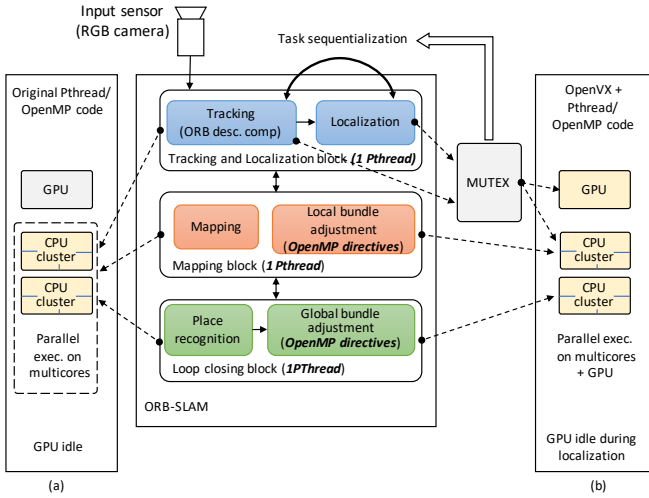 Input sensor
(RGB camera)
Task sequentialization
Original Pthread/
OpenMP code
GPU
CPU
cluster
CPU
cluster
Parallel
exec. on
multicores
GPU idle
(a)
Tracking
(ORB desc. comp)
Localization
Tracking and Localization block (1 Pthread)
Mapping
Local bundle
adjustment
(OpenMP directives)
Mapping block (1 Pthread)
Place
recognition
Global bundle
adjustment
(OpenMP directives)
Loop closing block (1PThread)
ORB-SLAM
MUTEX
OpenVX +
Pthread/
OpenMP code
GPU
CPU
cluster
CPU
cluster
Parallel
exec. on
multicores
+ GPU
GPU idle during
localization
(b)